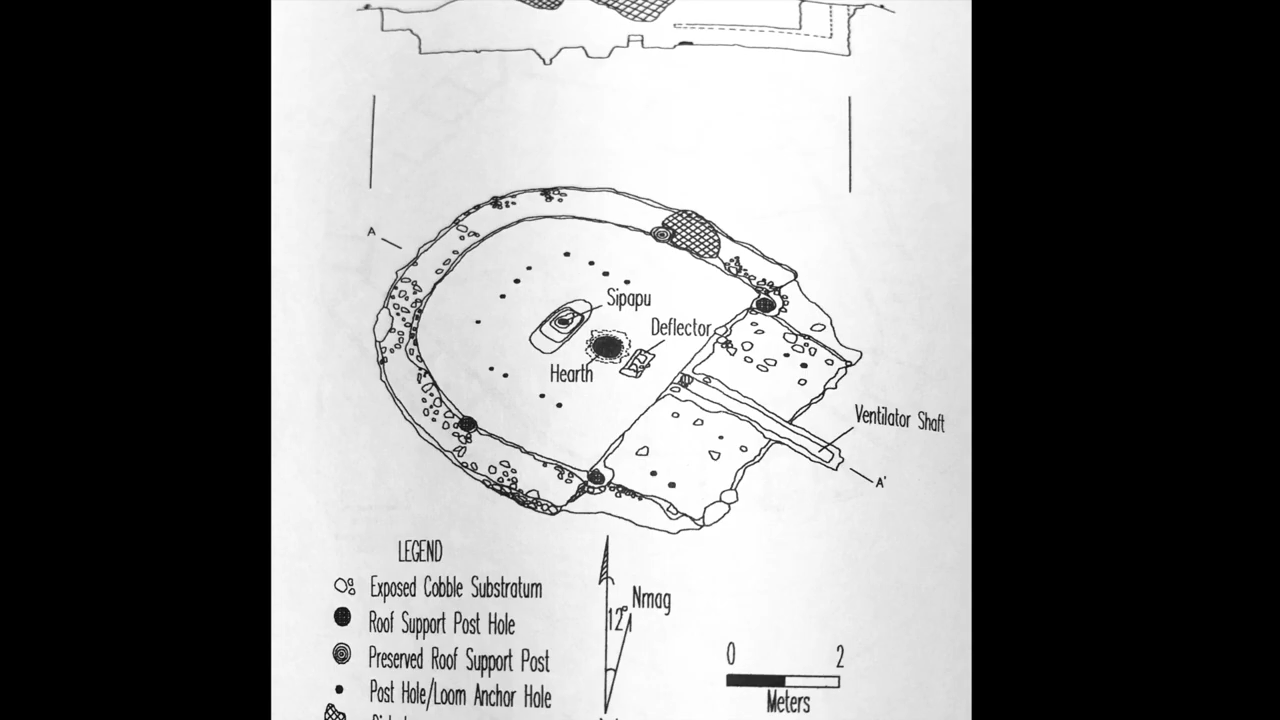 A
Sipapu
Deflector
Hearth
Ventilator Shaft
A'
LEGEND
Exposed Cobble Substratum
Roof Support Post Hole
Preserved Roof Support Post
Post Hole/Loom Anchor Hole
12°
Nmag
0 2
Meters